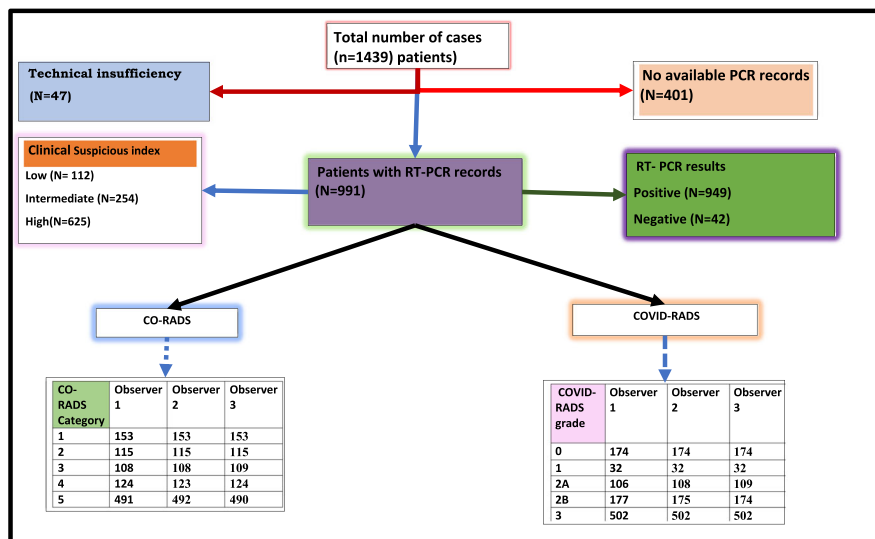 Total number of cases
(n=1439) patients)
Technical insufficiency
(N=47)
No available PCR records
(N=401)
Clinical Suspicious index
Low (N= 112)
Intermediate (N=254)
High(N=625)
Patients with RT-PCR records
(N=991)
RT- PCR results
Positive (N=949)
Negative (N=42)
CO-RADS
COVID-RADS
CO-
RADS
Category
Observer
1
Observer
2
Observer
3
1 153 153 153
2 115 115 115
3 108 108 109
4 124 123 124
5 491 492 490
COVID-
RADS
grade
Observer
1
Observer
2
Observer
3
0 174 174 174
1 32 32 32
2A 106 108 109
2B 177 175 174
3 502 502 502